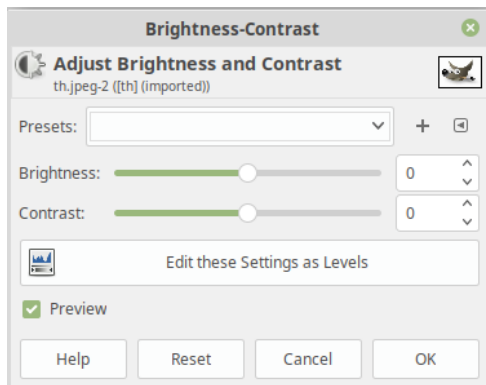 Brightness-Contrast
Adjust Brightness and Contrast
th.jpeg-2 ([th] (imported))
Presets:
Brightness: 0
Contrast: 0
Edit these Settings as Levels
Preview
Help Reset Cancel OK